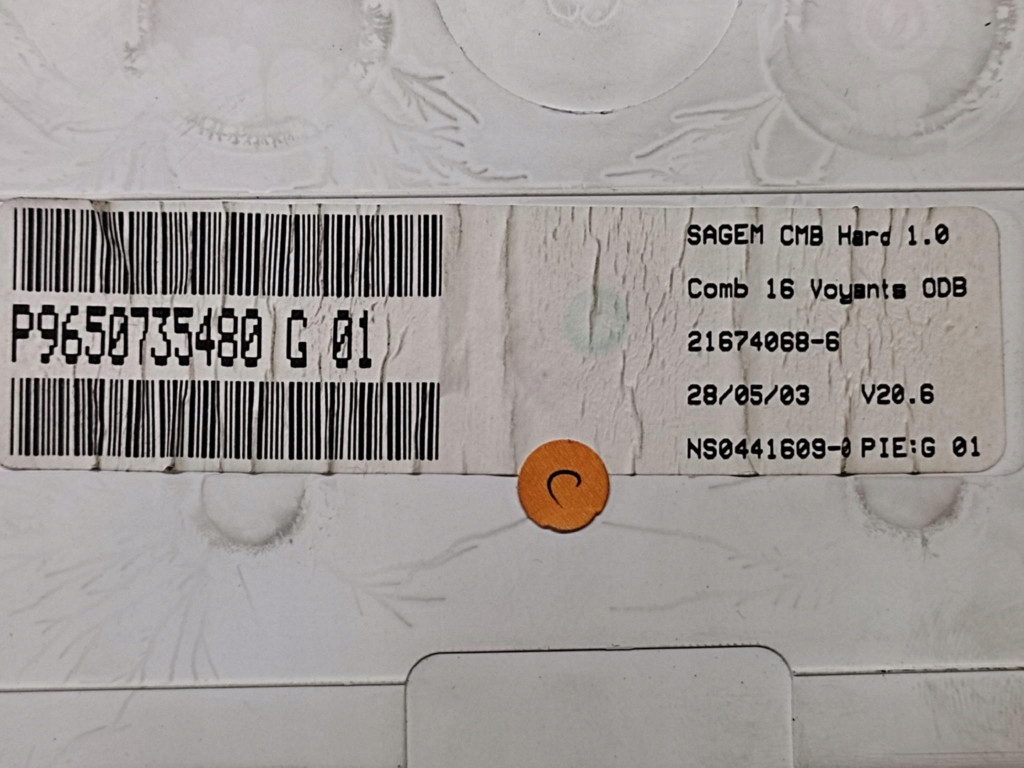 P9650735480 G 01
SAGEM CMB Hard 1.0
Comb 16 Voyants ODB
21674068-6
28/05/03 V20.6
NS0441609-0 PIE:G 01
C